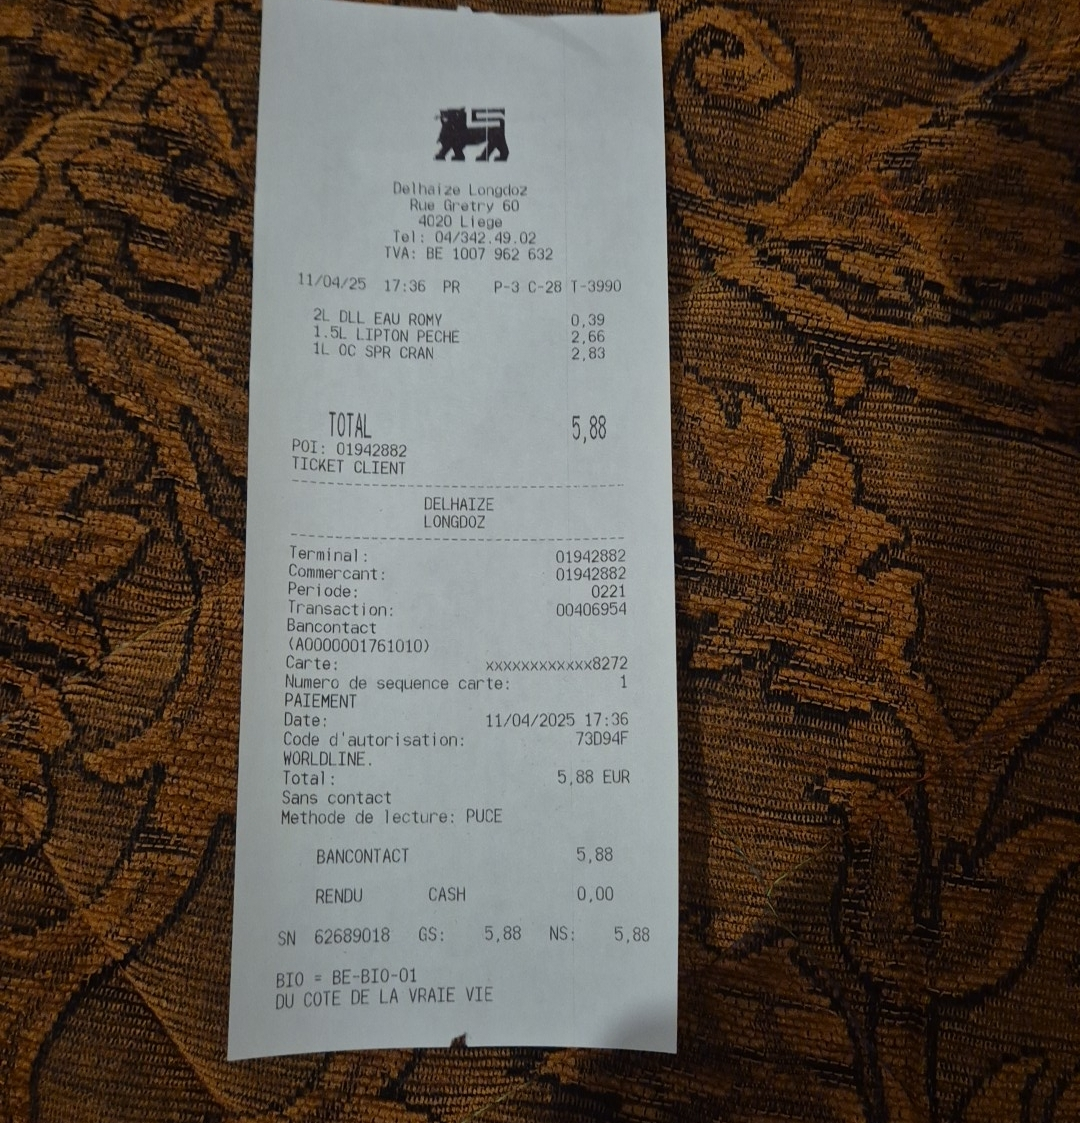 Delhaize Longdoz
Rue Gretry 60
4020 Liege
Tel: 04/342.49.02
TVA: BE 1007 962 632
11/04/25 17:36 PR P-3 C-28 T-3990
2L DLL EAU ROMY 0,39
1.5L LIPTON PECHE 2,66
1L OC SPR CRAN 2,83
TOTAL 5,88
POI: 01942882
TICKET CLIENT
DELHAIZE
LONGDOZ
Terminal: 01942882
Commercant: 01942882
Periode: 0221
Transaction: 00406954
Bancontact
(A0000001761010)
Carte: xxxxxxxxxxxx8272
Numero de sequence carte: 1
PAIEMENT
Date: 11/04/2025 17:36
Code d'autorisation: 73D94F
WORLDLINE.
Total: 5,88 EUR
Sans contact
Methode de lecture: PUCE
BANCONTACT 5,88
RENDU CASH 0,00
SN 62689018 GS: 5,88 NS: 5,88
BIO = BE-BIO-01
DU COTE DE LA VRAIE VIE